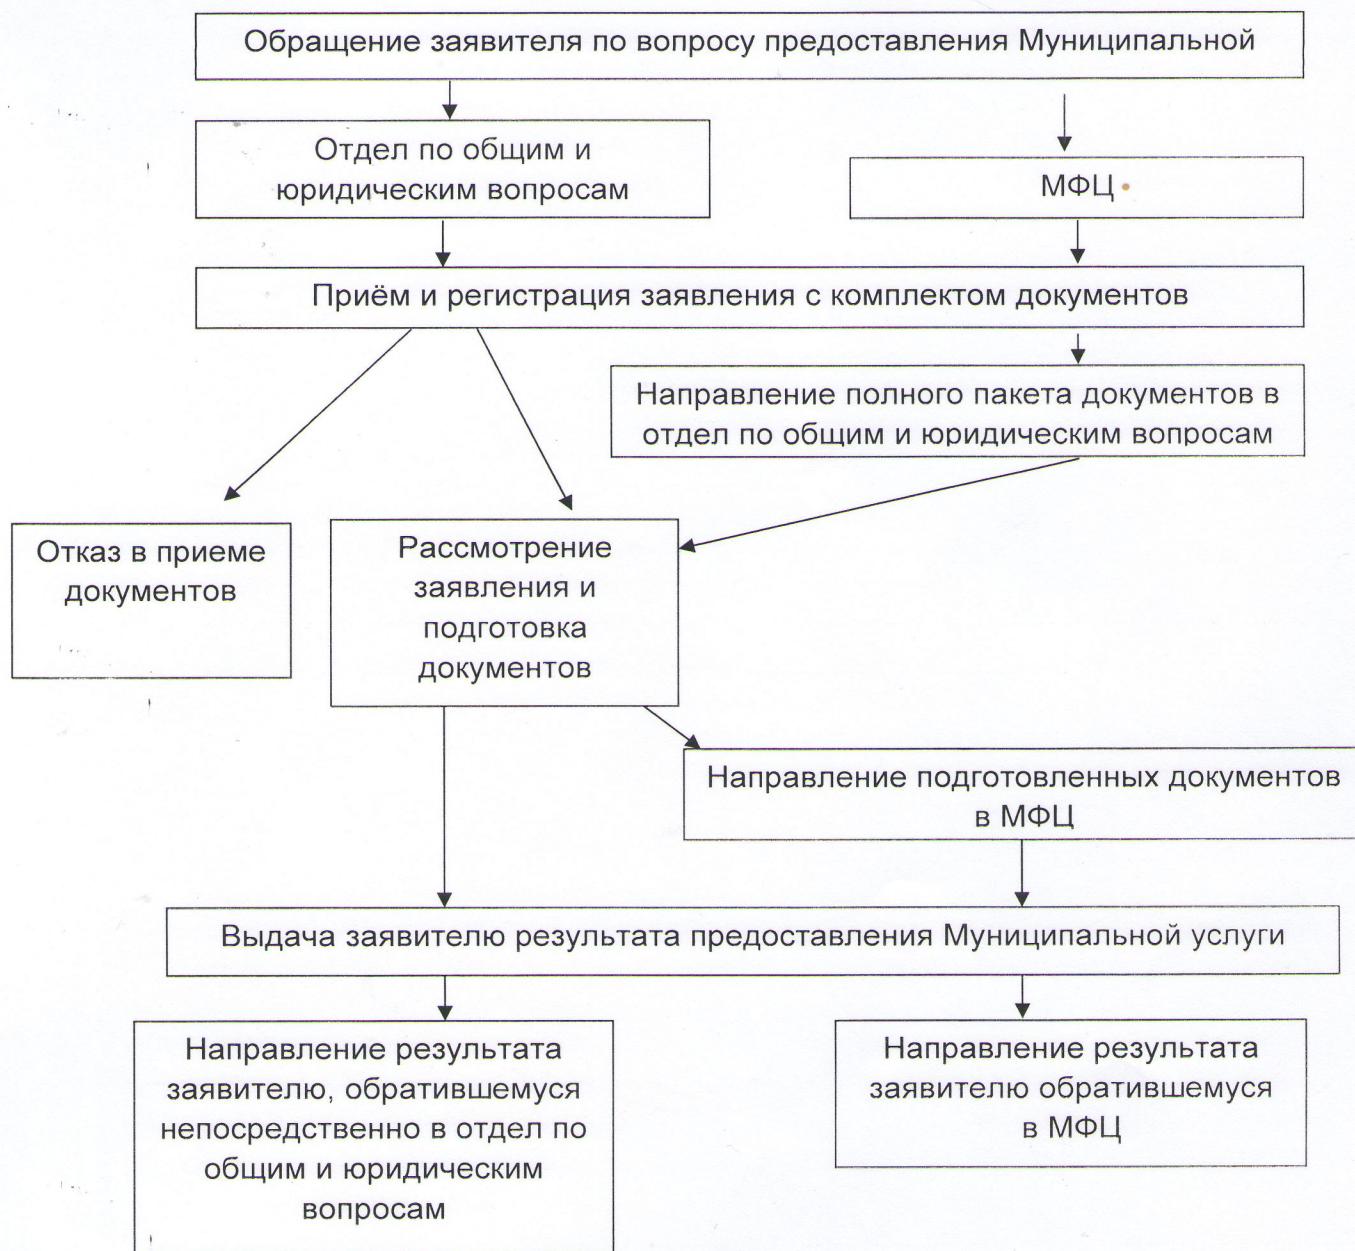 Обращение заявителя по вопросу предоставления Муниципальной
Отдел по общим и
юридическим вопросам
МФЦ
Приём и регистрация заявления с комплектом документов
Направление полного пакета документов в
отдел по общим и юридическим вопросам
Отказ в приеме
документов
Рассмотрение
заявления и
подготовка
документов
Направление подготовленных документов
в МФЦ
Выдача заявителю результата предоставления Муниципальной услуги
Направление результата
заявителю, обратившемуся
непосредственно в отдел по
общим и юридическим
вопросам
Направление результата
заявителю обратившемуся
в МФЦ